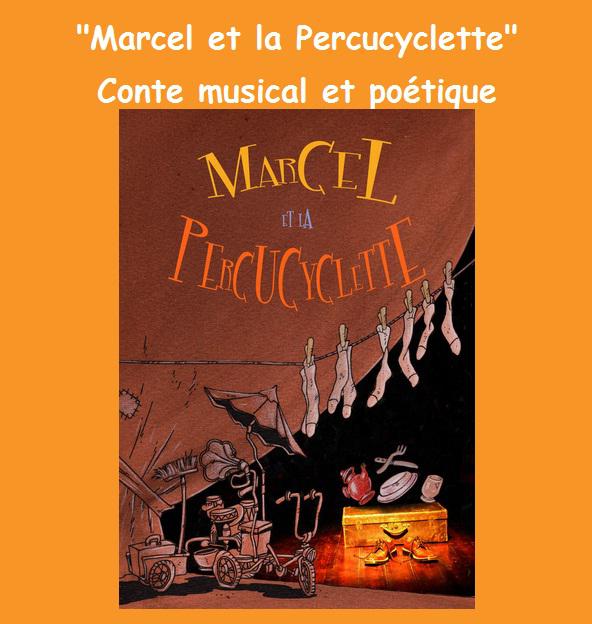 "Marcel et la Percucyclette"
Conte musical et poétique
MARCEL
ET LA
PERCUCYCLETTE